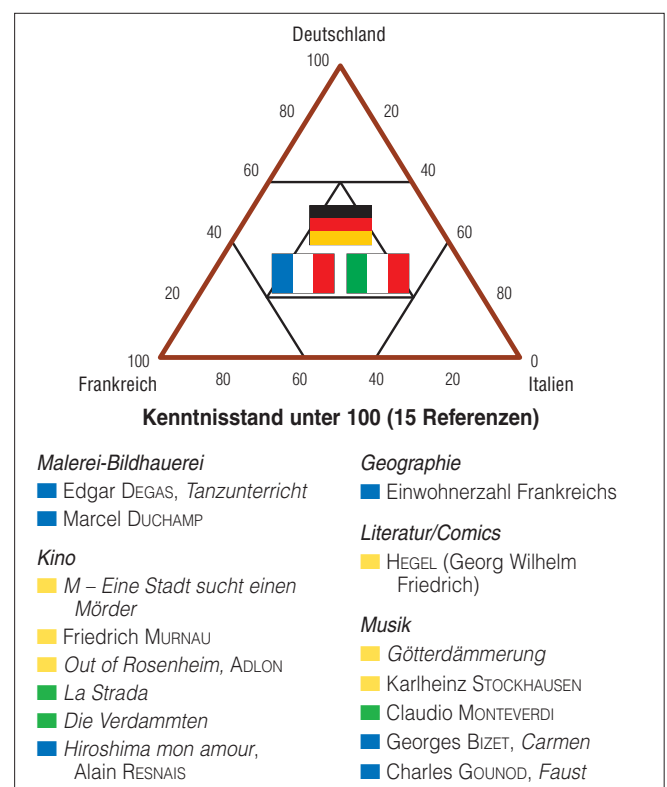 Deutschland
100
80 20
60 40
40 60
20 80
100 0
Frankreich 80 60 40 20 Italien
Kenntnisstand unter 100 (15 Referenzen)
Malerei-Bildhauerei
Edgar DEGAS, Tanzunterricht
Marcel DUCHAMP
Kino
M – Eine Stadt sucht einen
Mörder
Friedrich MURNAU
Out of Rosenheim, ADLON
La Strada
Die Verdammten
Hiroshima mon amour,
Alain RESNAIS
Geographie
Einwohnerzahl Frankreichs
Literatur/Comics
HEGEL (Georg Wilhelm
Friedrich)
Musik
Götterdämmerung
Karlheinz STOCKHAUSEN
Claudio MONTEVERDI
Georges BIZET, Carmen
Charles GOUNOD, Faust